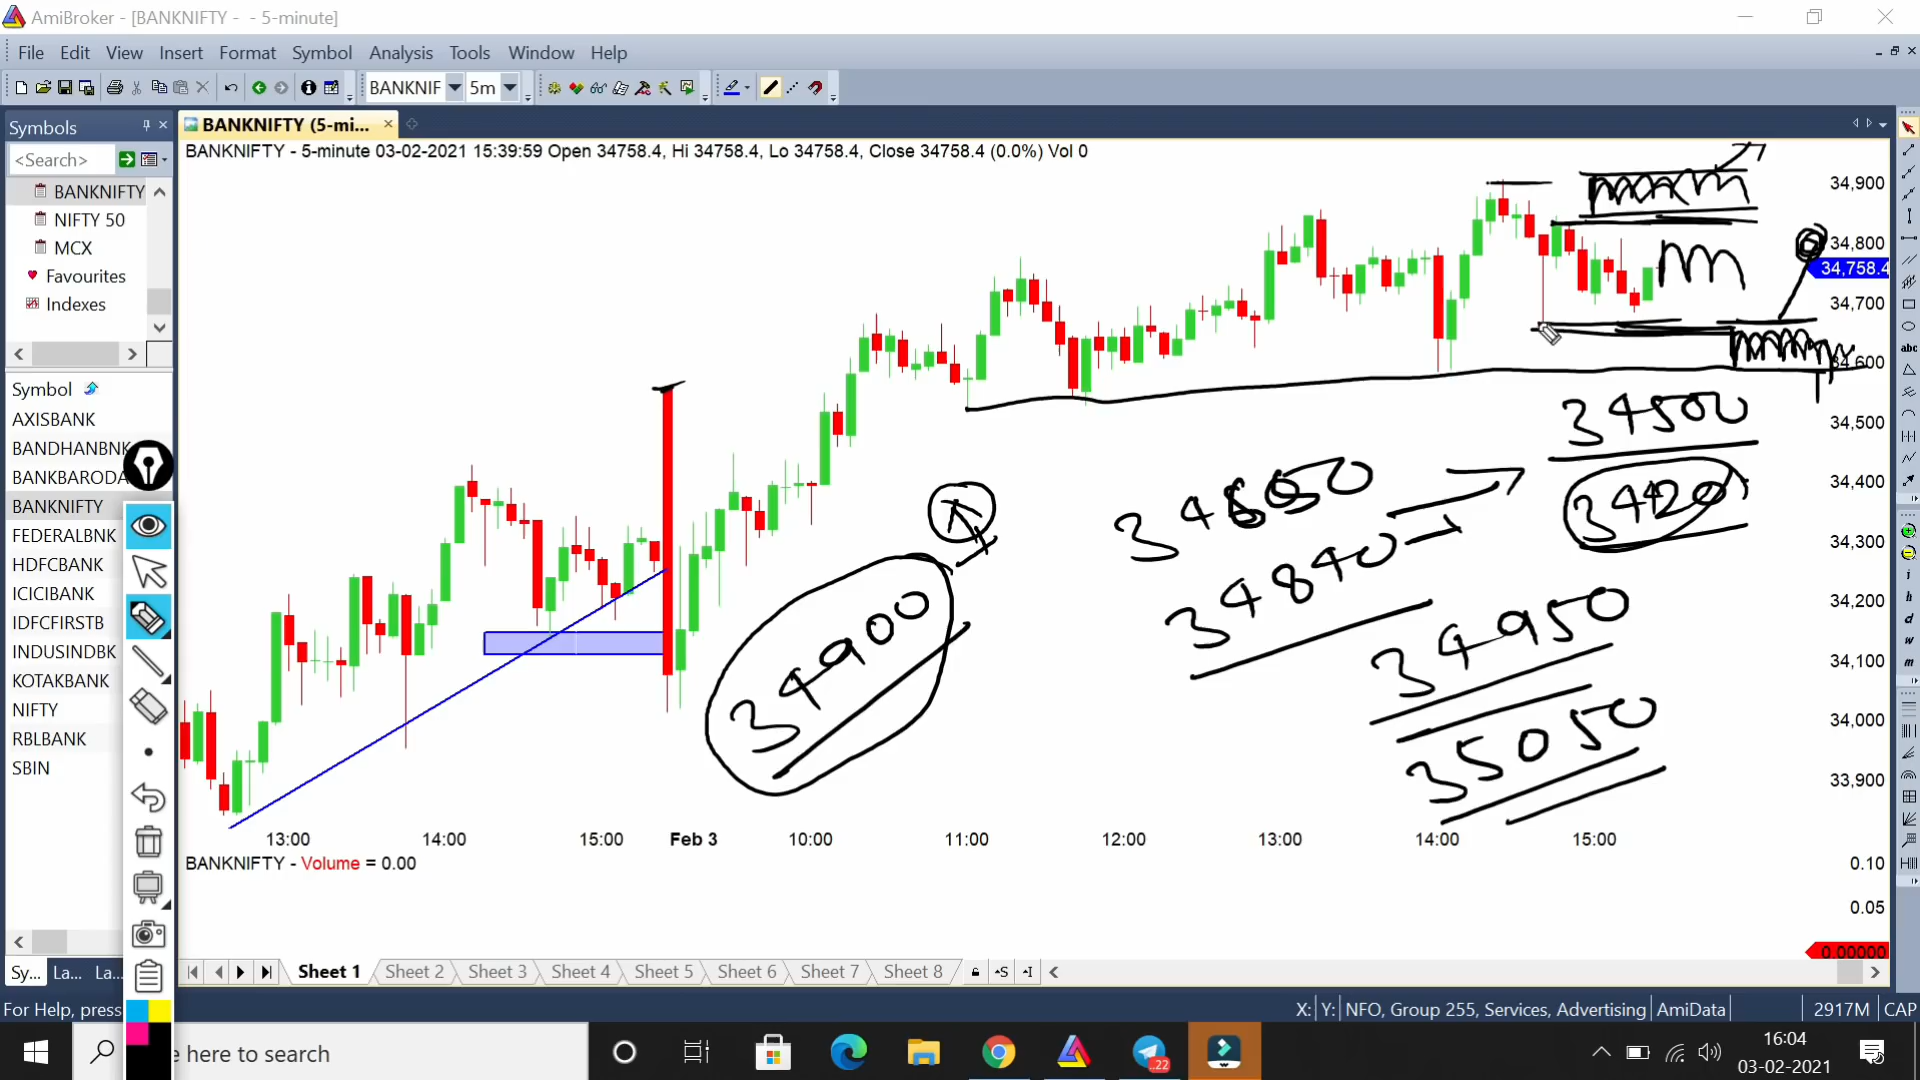 AmiBroker - [BANKNIFTY - - 5-minute]
File Edit View Insert Format Symbol Analysis Tools Window Help
BANKNIF 5m
Symbols
BANKNIFTY (5-mi...
<Search>
BANKNIFTY - 5-minute 03-02-2021 15:39:59 Open 34758.4, Hi 34758.4, Lo 34758.4, Close 34758.4 (0.0%) Vol 0
BANKNIFTY
NIFTY 50
MCX
Favourites
Indexes
Symbol
AXISBANK
BANDHANBNK
BANKBARODA
BANKNIFTY
FEDERALBNK
HDFCBANK
ICICIBANK
IDFCFIRSTB
INDUSINDBK
KOTAKBANK
NIFTY
RBLBANK
SBIN
34,900
34,800
34,758.4
34,700
34,600
34,500
34,400
34,300
34,200
34,100
34,000
33,900
34500
34420
34840
34950
35050
34900
13:00 14:00 15:00 Feb 3 10:00 11:00 12:00 13:00 14:00 15:00
BANKNIFTY - Volume = 0.00
0.10
0.05
0.00000
abc
i
h
d
w
m
Sy... La... La...
Sheet 1 Sheet 2 Sheet 3 Sheet 4 Sheet 5 Sheet 6 Sheet 7 Sheet 8
For Help, press
X: Y: NFO, Group 255, Services, Advertising AmiData 2917M CAP
e here to search
22
16:04
03-02-2021